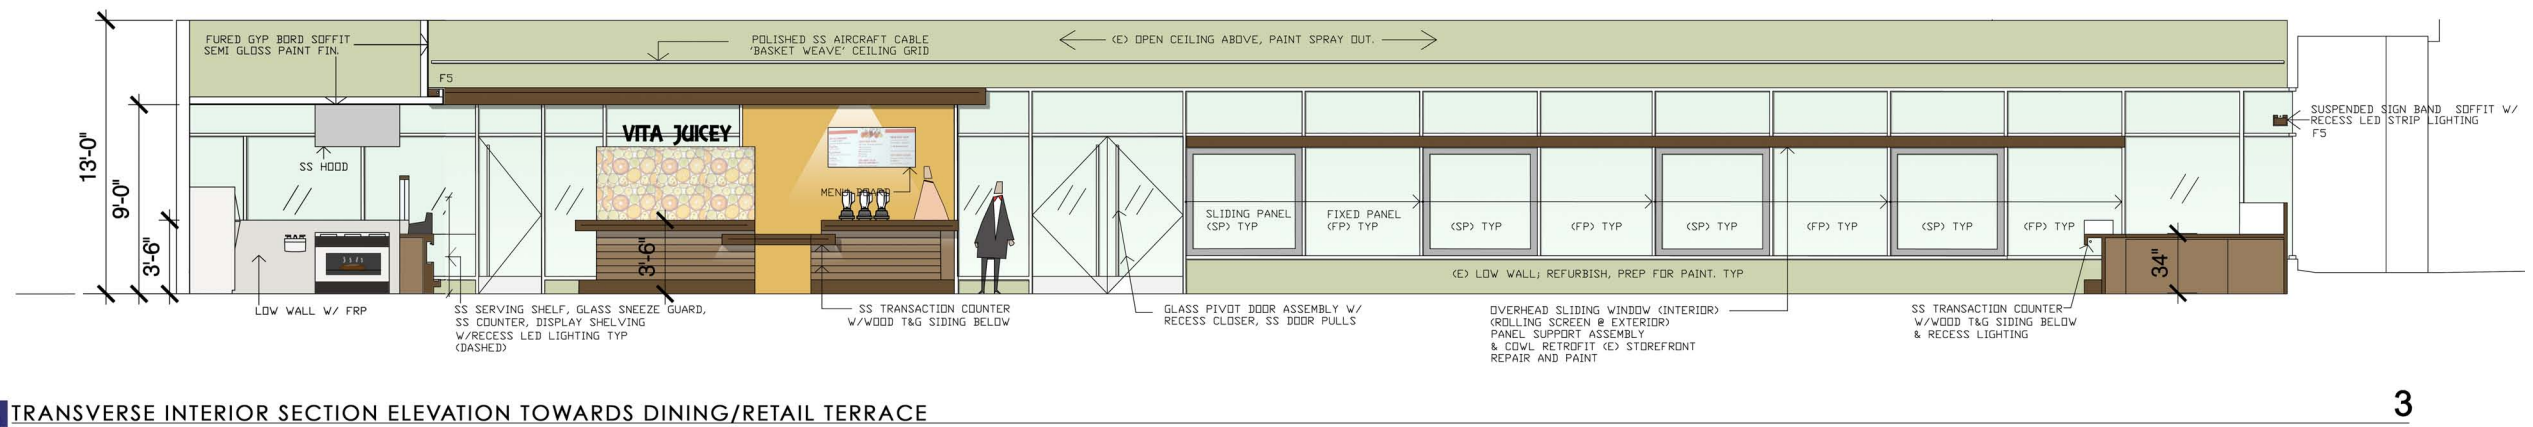 FURED GYP BORD SOFFIT
SEMI GLOSS PAINT FIN.
POLISHED SS AIRCRAFT CABLE
'BASKET WEAVE' CEILING GRID
(E) OPEN CEILING ABOVE, PAINT SPRAY OUT.
F5
13'-0"
9'-0"
3'-6"
SS HOOD
VITA JUICEY
MENU BOARD
3'-6"
SLIDING PANEL
(SP) TYP
FIXED PANEL
(FP) TYP
(SP) TYP
(FP) TYP
(SP) TYP
(FP) TYP
(SP) TYP
(FP) TYP
SUSPENDED SIGN BAND SOFFIT W/
RECESS LED STRIP LIGHTING
F5
34"
(E) LOW WALL; REFURBISH, PREP FOR PAINT. TYP
LOW WALL W/ FRP
SS SERVING SHELF, GLASS SNEEZE GUARD,
SS COUNTER, DISPLAY SHELVING
W/RECESS LED LIGHTING TYP
(DASHED)
SS TRANSACTION COUNTER
W/WOOD T&G SIDING BELOW
GLASS PIVOT DOOR ASSEMBLY W/
RECESS CLOSER, SS DOOR PULLS
OVERHEAD SLIDING WINDOW (INTERIOR)
(ROLLING SCREEN @ EXTERIOR)
PANEL SUPPORT ASSEMBLY
& COWL RETROFIT (E) STOREFRONT
REPAIR AND PAINT
SS TRANSACTION COUNTER
W/WOOD T&G SIDING BELOW
& RECESS LIGHTING
TRANSVERSE INTERIOR SECTION ELEVATION TOWARDS DINING/RETAIL TERRACE
3